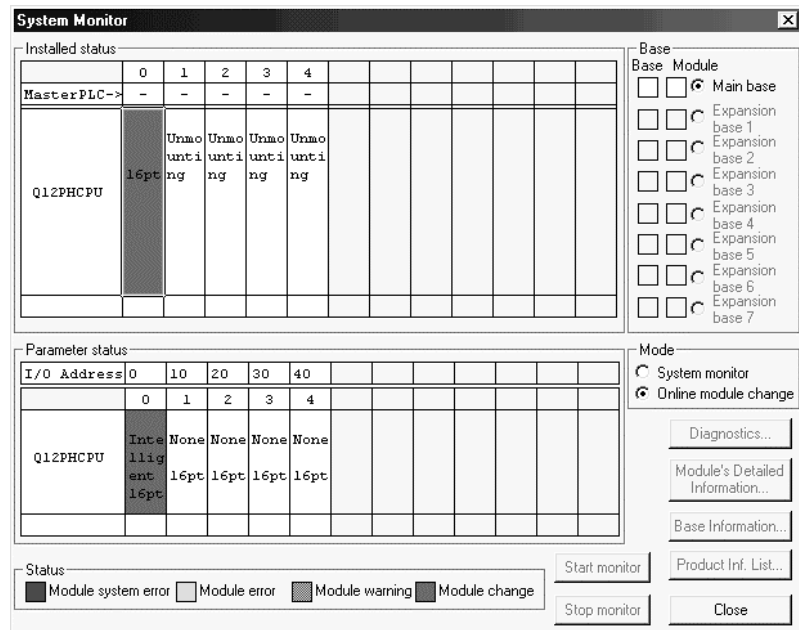 System Monitor
Installed status
0 1 2 3 4
MasterPLC-> - - - - -
Q12PHCPU
16pt
Unmo
unti
ng
Unmo
unti
ng
Unmo
unti
ng
Unmo
unti
ng
Base
Base Module
Main base
Expansion
base 1
Expansion
base 2
Expansion
base 3
Expansion
base 4
Expansion
base 5
Expansion
base 6
Expansion
base 7
Parameter status
I/O Address 0 10 20 30 40
0 1 2 3 4
Q12PHCPU
Inte
llig
ent
16pt
None
16pt
None
16pt
None
16pt
None
16pt
Mode
System monitor
Online module change
Diagnostics...
Module's Detailed
Information...
Base Information...
Product Inf. List...
Status
Module system error Module error Module warning Module change
Start monitor
Stop monitor
Close